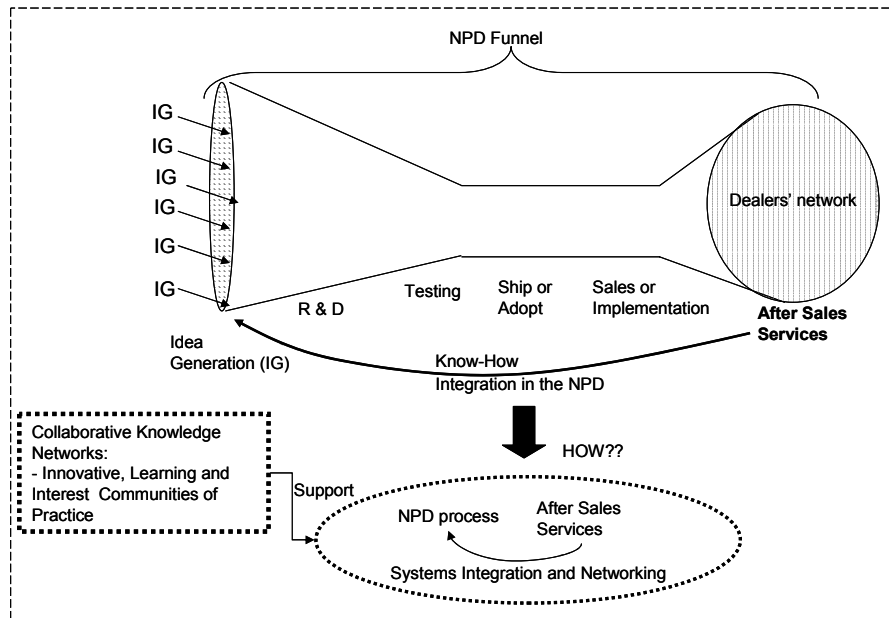 NPD Funnel
IG
IG
IG
IG
IG
IG
Dealers' network
R & D
Testing
Ship or
Adopt
Sales or
Implementation
After Sales
Services
Idea
Generation (IG)
Know-How
Integration in the NPD
HOW??
Collaborative Knowledge
Networks:
- Innovative, Learning and
Interest Communities of
Practice
Support
NPD process
After Sales
Services
Systems Integration and Networking